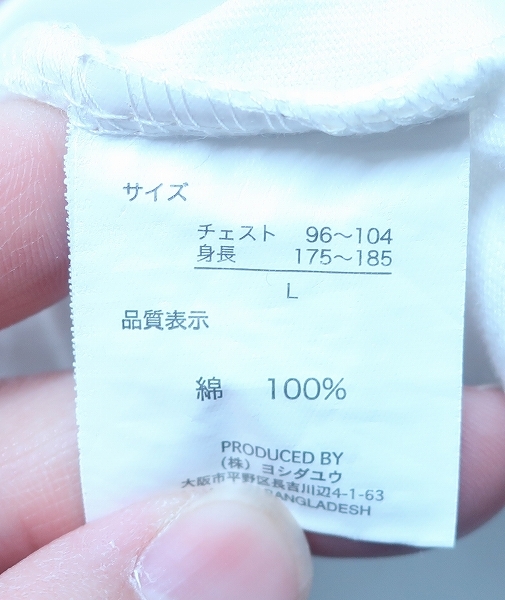 サイズ
チェスト 96～104
身長 175～185
L
品質表示
綿 100%
PRODUCED BY
(株) ヨシダユウ
大阪市平野区長吉川辺4-1-63
BANGLADESH